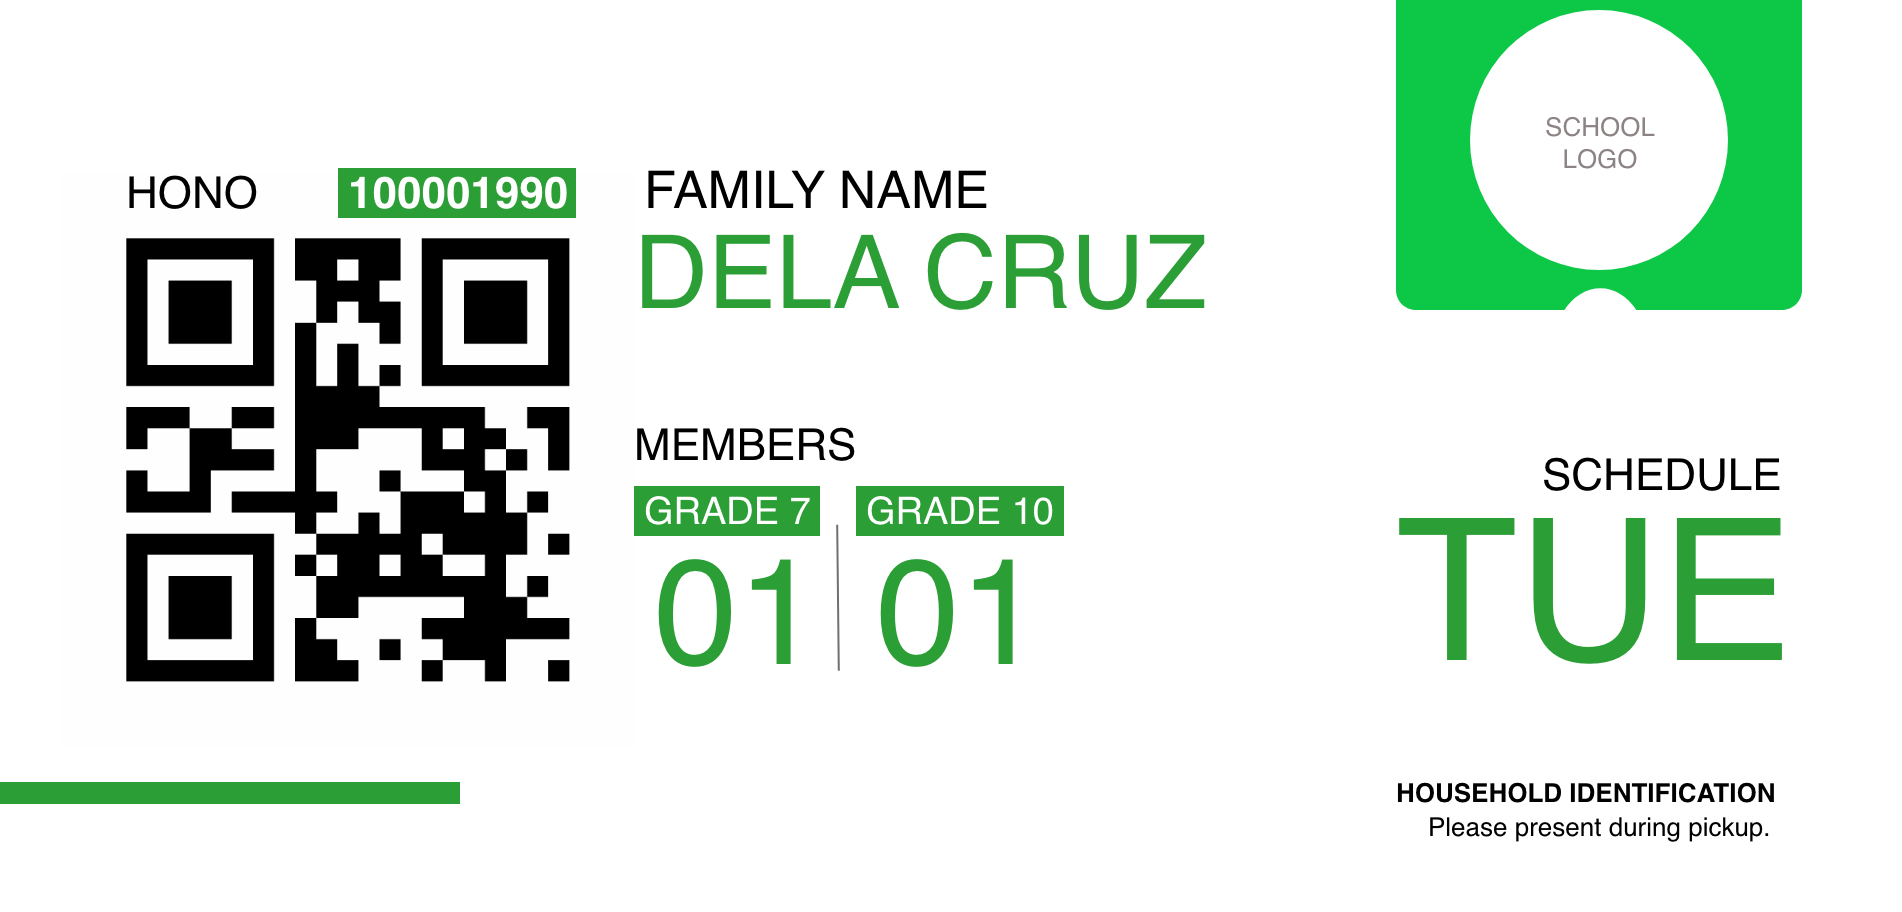 SCHOOL
LOGO
HONO 100001990
FAMILY NAME
DELA CRUZ
MEMBERS
GRADE 7 GRADE 10
01 01
SCHEDULE
TUE
HOUSEHOLD IDENTIFICATION
Please present during pickup.